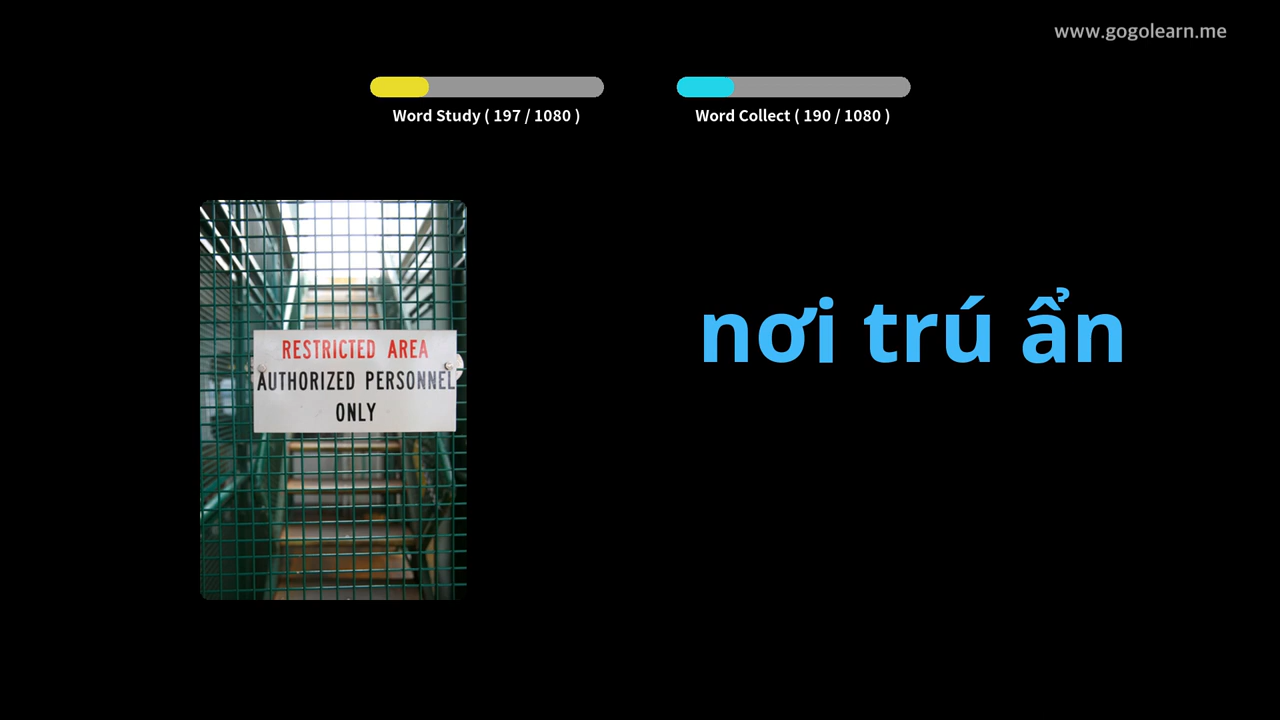 www.gogolearn.me
Word Study ( 197 / 1080 )
Word Collect ( 190 / 1080 )
RESTRICTED AREA
AUTHORIZED PERSONNEL
ONLY
nơi trú ẩn